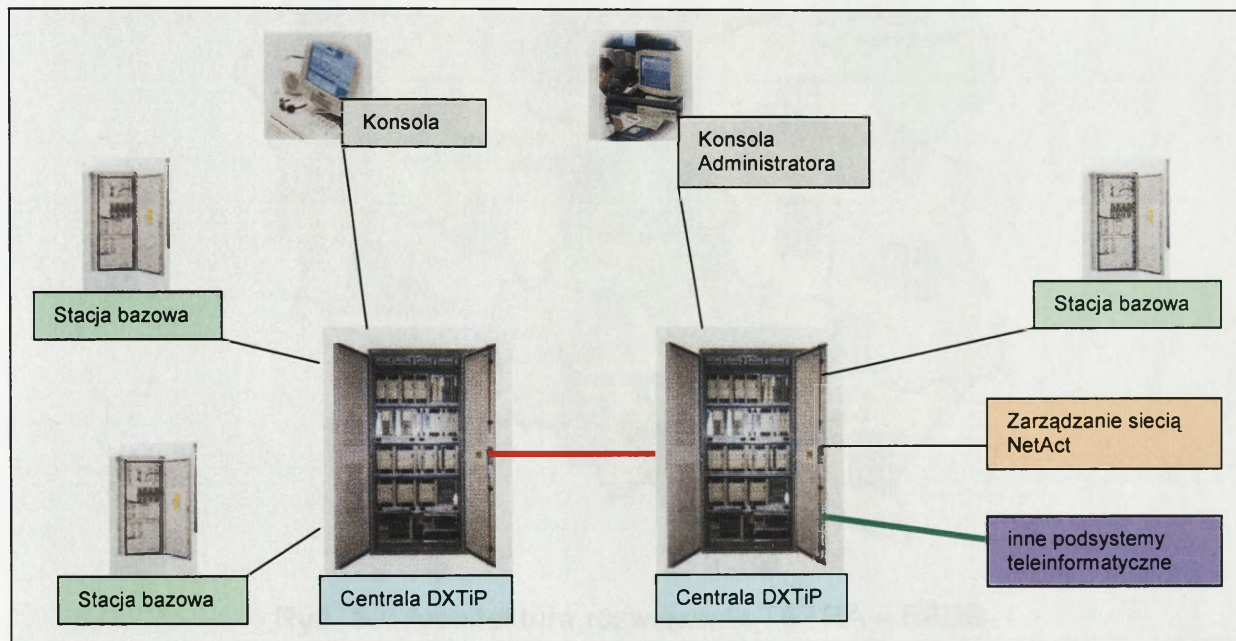 Konsola
Konsola
Administratora
Stacja bazowa
Stacja bazowa
Zarządzanie siecią
NetAct
inne podsystemy
teleinformatyczne
Stacja bazowa
Centrala DXTiP
Centrala DXTiP